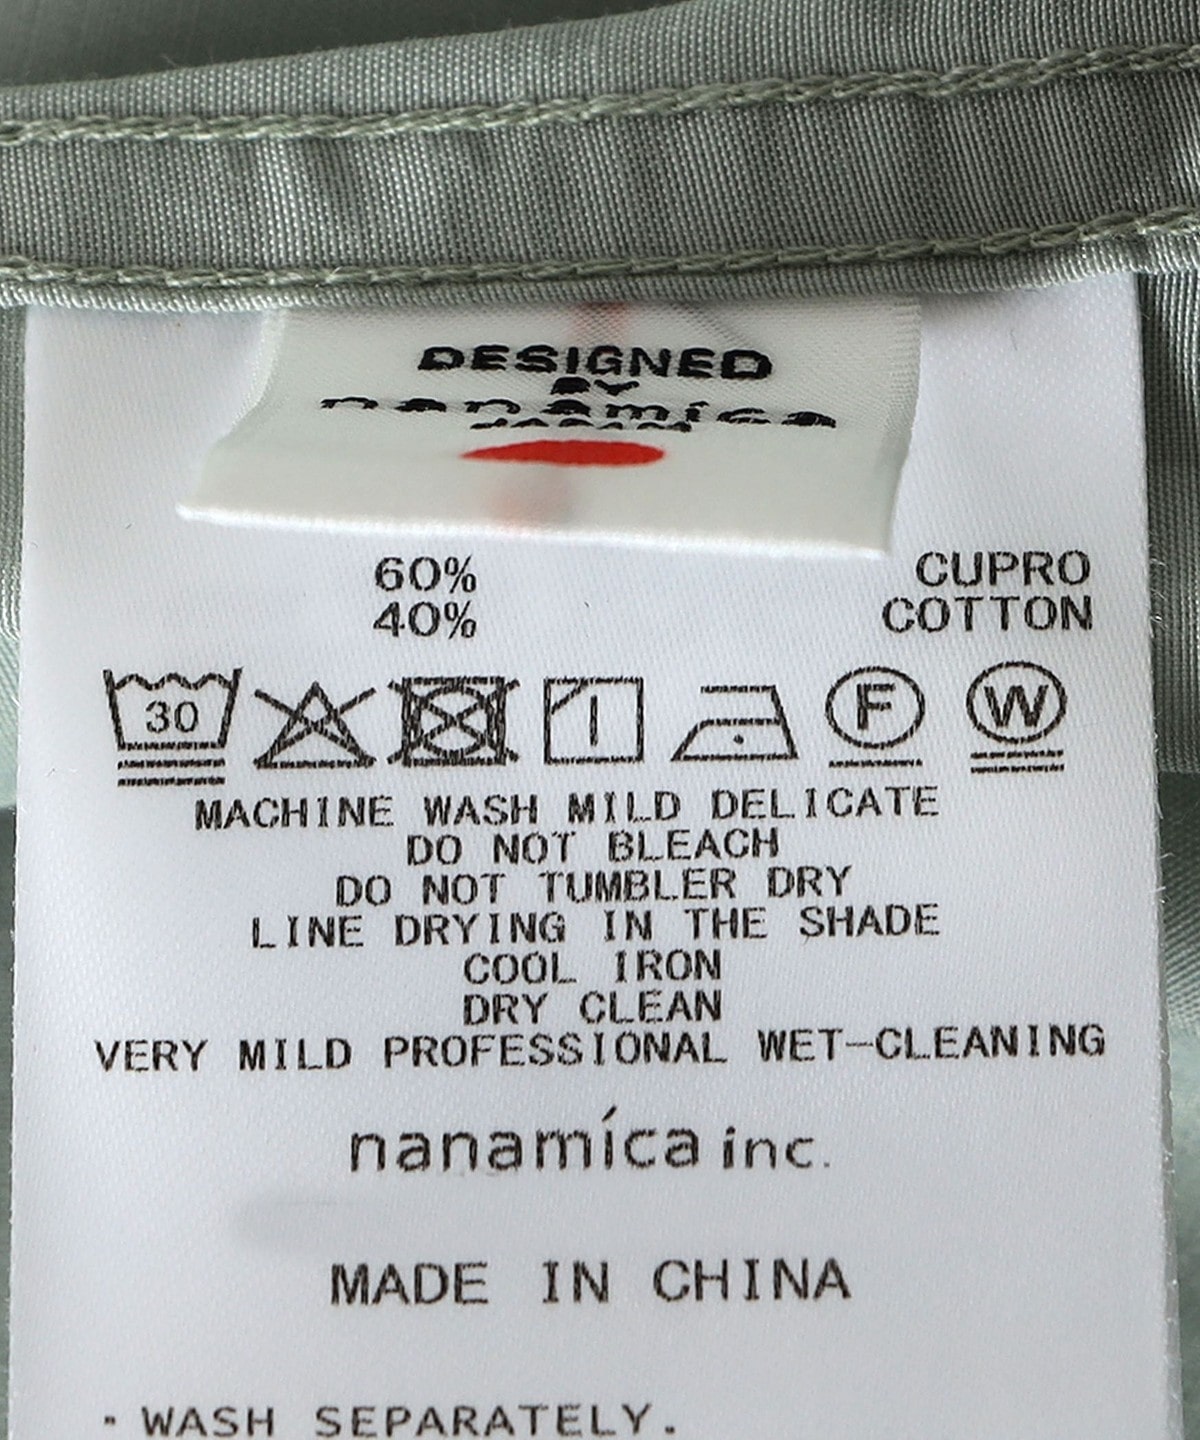 DESIGNED
BY
nanamica
60% CUPRO
40% COTTON
30 F W
MACHINE WASH MILD DELICATE
DO NOT BLEACH
DO NOT TUMBLER DRY
LINE DRYING IN THE SHADE
COOL IRON
DRY CLEAN
VERY MILD PROFESSIONAL WET-CLEANING
nanamíca inc.
MADE IN CHINA
・WASH SEPARATELY.